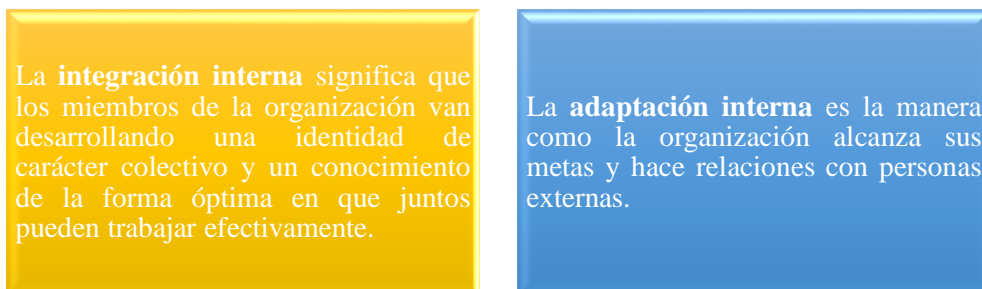 La integración interna significa que
los miembros de la organización van
desarrollando una identidad de
carácter colectivo y un conocimiento
de la forma óptima en que juntos
pueden trabajar efectivamente.
La adaptación interna es la manera
como la organización alcanza sus
metas y hace relaciones con personas
externas.